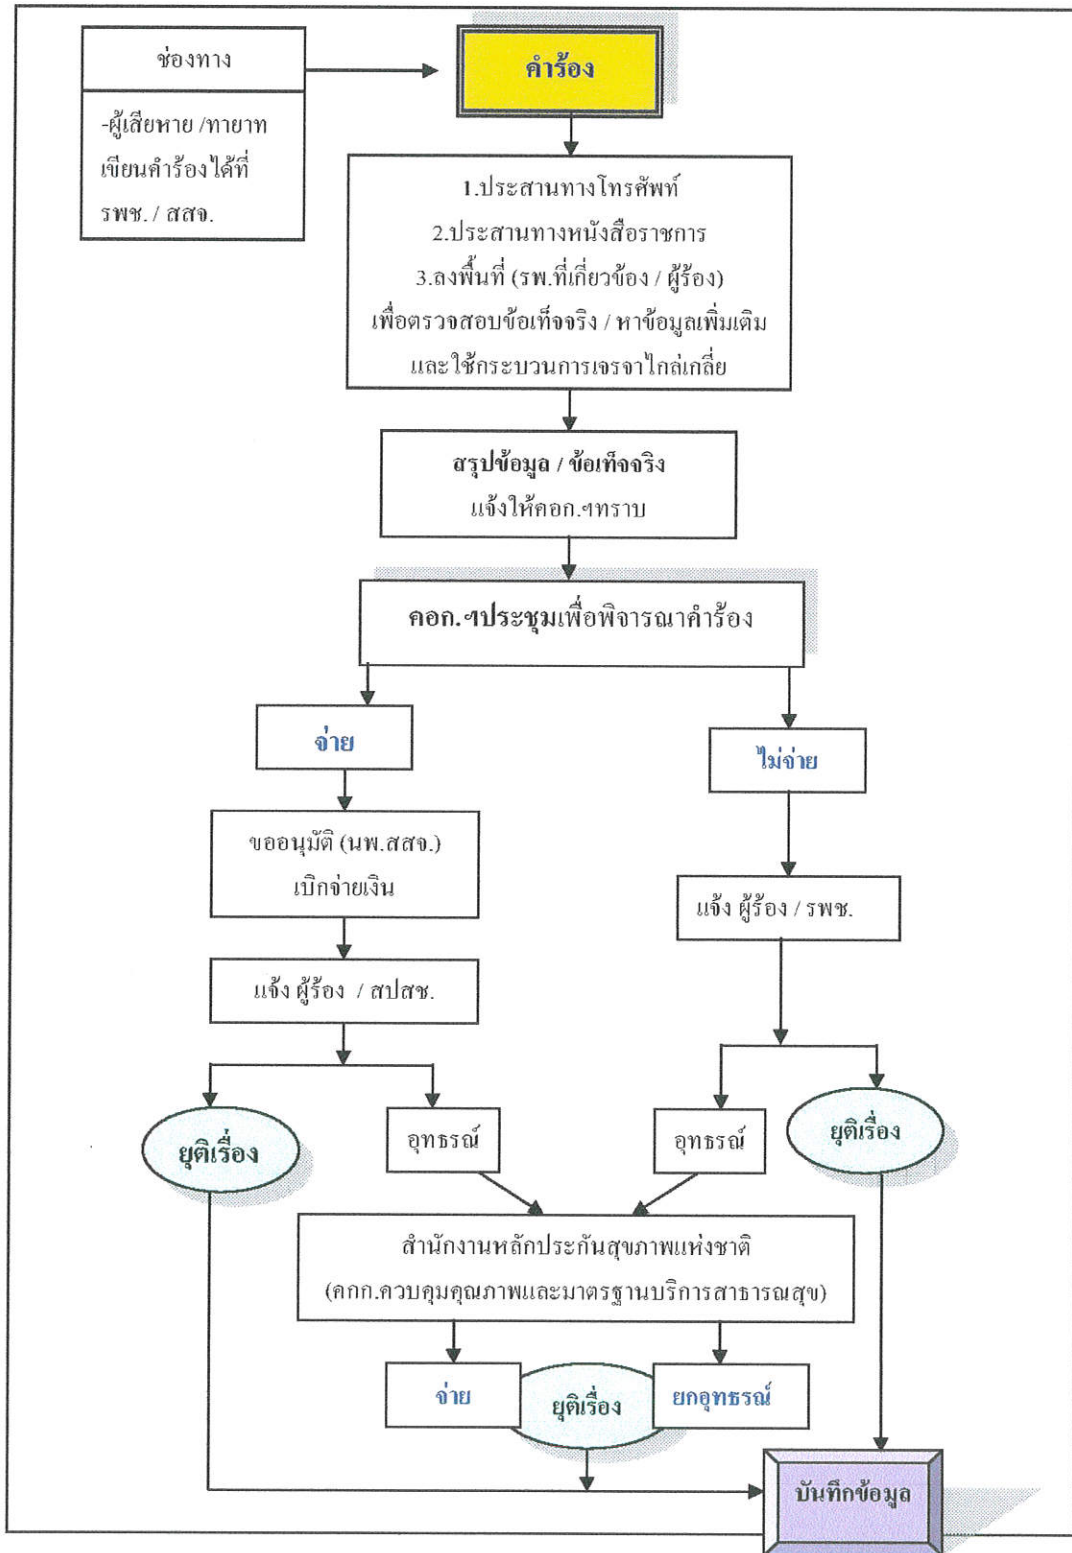 ช่องทาง
-ผู้เสียหาย /ทายาท
เขียนคำร้องได้ที่
รพช. / สสจ.
คำร้อง
1.ประสานทางโทรศัพท์
2.ประสานทางหนังสือราชการ
3.ลงพื้นที่ (รพ.ที่เกี่ยวข้อง / ผู้ร้อง)
เพื่อตรวจสอบข้อเท็จจริง / หาข้อมูลเพิ่มเติม
และใช้กระบวนการเจรจาไกล่เกลี่ย
สรุปข้อมูล / ข้อเท็จจริง
แจ้งให้คอก.ฯทราบ
คอก.ฯประชุมเพื่อพิจารณาคำร้อง
จ่าย
ไม่จ่าย
ขออนุมัติ (นพ.สสจ.)
เบิกจ่ายเงิน
แจ้ง ผู้ร้อง / รพช.
แจ้ง ผู้ร้อง / สปสช.
ยุติเรื่อง
อุทธรณ์
อุทธรณ์
ยุติเรื่อง
สำนักงานหลักประกันสุขภาพแห่งชาติ
(คกก.ควบคุมคุณภาพและมาตรฐานบริการสาธารณสุข)
จ่าย
ยุติเรื่อง
ยกอุทธรณ์
บันทึกข้อมูล